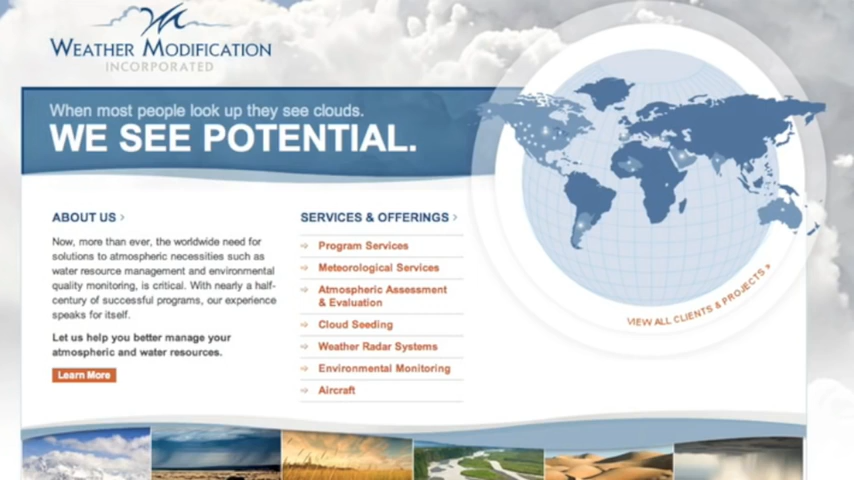 WEATHER MODIFICATION
INCORPORATED
When most people look up they see clouds.
WE SEE POTENTIAL.
ABOUT US ›
Now, more than ever, the worldwide need for
solutions to atmospheric necessities such as
water resource management and environmental
quality monitoring, is critical. With nearly a half-
century of successful programs, our experience
speaks for itself.
Let us help you better manage your
atmospheric and water resources.
Learn More
SERVICES & OFFERINGS ›
Program Services
Meteorological Services
Atmospheric Assessment
& Evaluation
Cloud Seeding
Weather Radar Systems
Environmental Monitoring
Aircraft
VIEW ALL CLIENTS & PROJECTS »